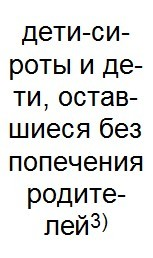 дети-си-
роты и де-
ти, остав-
шиеся без
попечения
родите-
лей3)